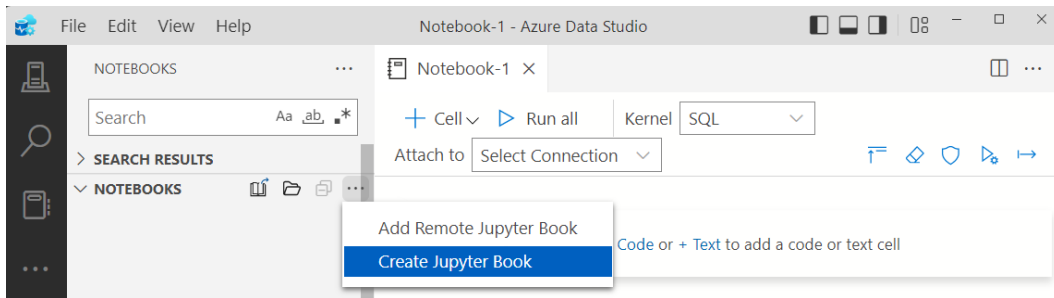 File Edit View Help Notebook-1 - Azure Data Studio
NOTEBOOKS
Notebook-1
Search Aa ab
Cell Run all Kernel SQL
SEARCH RESULTS
Attach to Select Connection
NOTEBOOKS
Add Remote Jupyter Book
Create Jupyter Book
Code or + Text to add a code or text cell